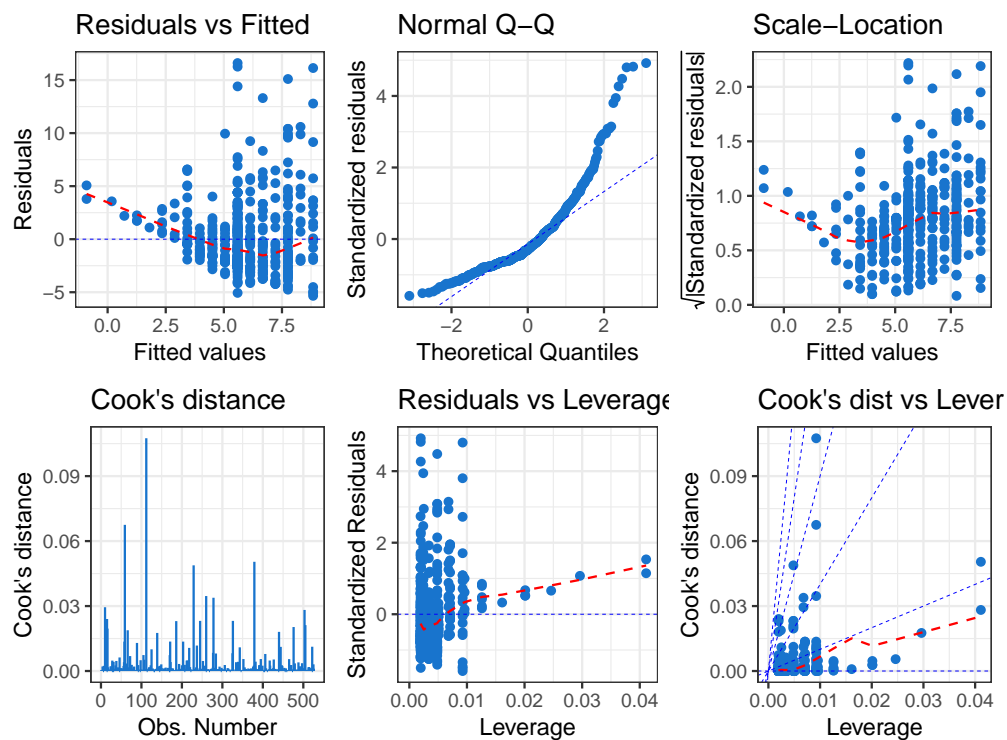 Residuals vs Fitted
Normal Q−Q
Scale−Location
Residuals
15
10
5
0
−5
0.0 2.5 5.0 7.5
Fitted values
Standardized residuals
4
2
0
−2 0 2
Theoretical Quantiles
√|Standardized residuals|
2.0
1.5
1.0
0.5
0.0
0.0 2.5 5.0 7.5
Fitted values
Cook's distance
Residuals vs Leverage
Cook's dist vs Lever
Cook's distance
0.09
0.06
0.03
0.00
0 100 200 300 400 500
Obs. Number
Standardized Residuals
4
2
0
0.00 0.01 0.02 0.03 0.04
Leverage
Cook's distance
0.09
0.06
0.03
0.00
0.00 0.01 0.02 0.03 0.04
Leverage